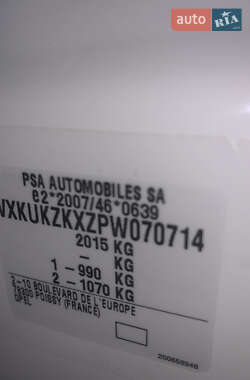 auto RIA
PSA AUTOMOBILES SA
e2*2007/46*0639
VXKUKZKXZPW070714
2015 KG
- KG
1 - 990 KG
2 - 1070 KG
2-10 BOULEVARD DE L'EUROPE
78300 POISSY (FRANCE)
OPEL